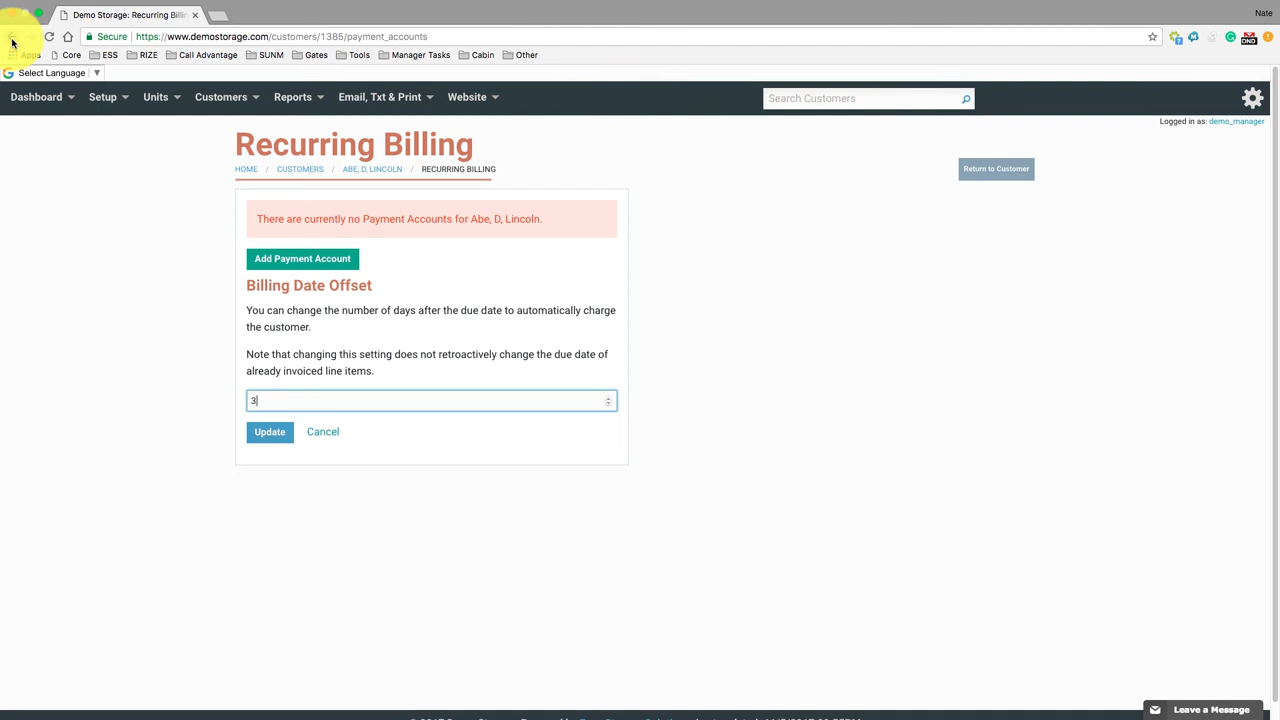 Demo Storage: Recurring Billi
Nate
Secure https://www.demostorage.com/customers/1385/payment_accounts
Apps Core ESS RIZE Call Advantage SUNM Gates Tools Manager Tasks Cabin Other
Select Language
Dashboard Setup Units Customers Reports Email, Txt & Print Website Search Customers
Logged in as: demo_manager
Recurring Billing
HOME / CUSTOMERS / ABE, D, LINCOLN / RECURRING BILLING
Return to Customer
There are currently no Payment Accounts for Abe, D, Lincoln.
Add Payment Account
Billing Date Offset
You can change the number of days after the due date to automatically charge
the customer.
Note that changing this setting does not retroactively change the due date of
already invoiced line items.
3
Update Cancel
Leave a Message